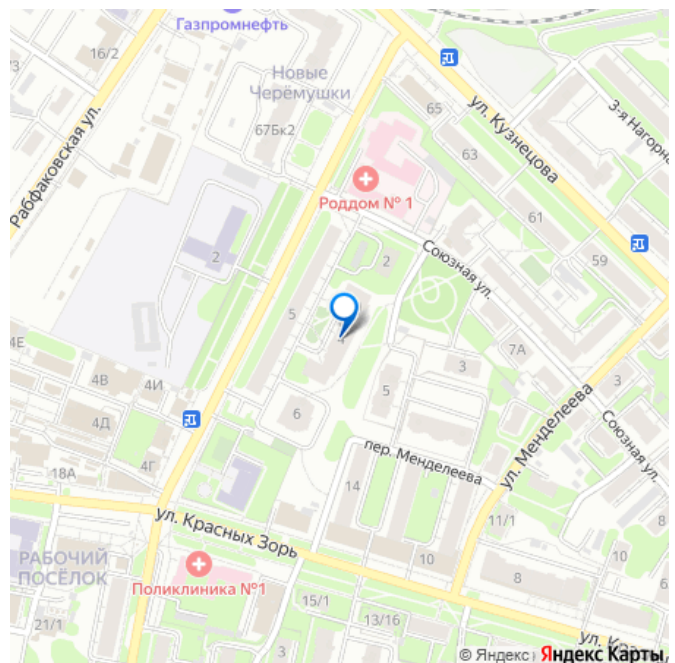 Газпромнефть
16/2
Новые
Черёмушки
67Бк2
Рабфаковская ул.
65
ул. Кузнецова
63
3-я Нагорна
Роддом № 1
61
59
Союзная ул.
2
2
5
4Е
4В
4И
7А
3
3
5
6
4Д
4Г
18А
ул. Менделеева
Союзная ул.
пер. Менделеева
14
11/1
8
ул. Красных Зорь
10
10
8
РАБОЧИЙ
ПОСЁЛОК
Поликлиника №1
15/1
13/16
21/1
3
ул. Кра
© Яндекс
Яндекс Карты